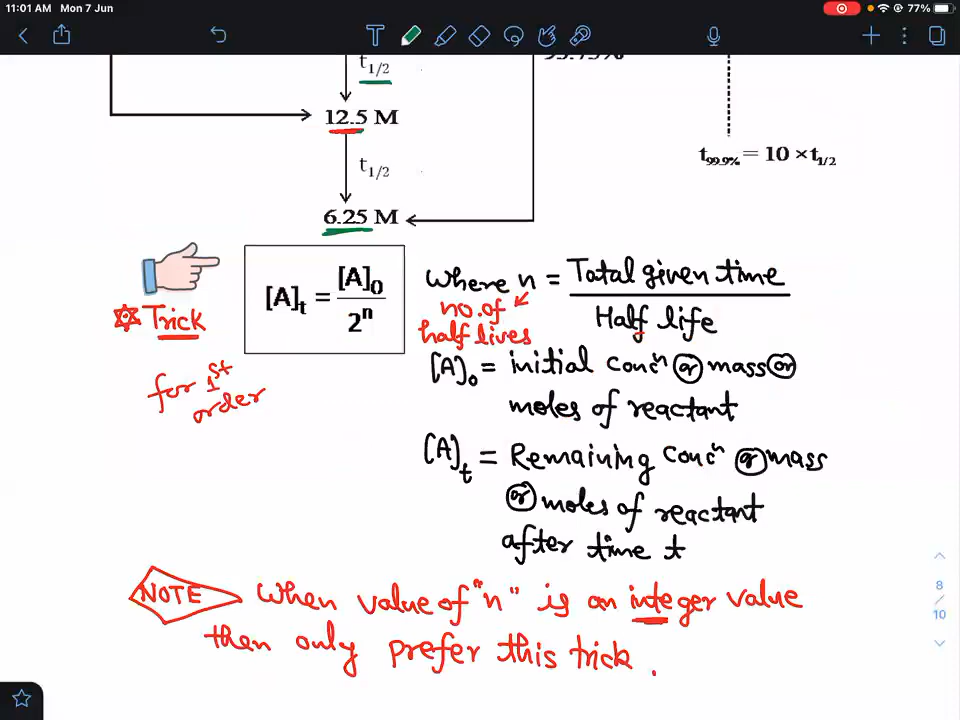 11:01 AM Mon 7 Jun
77%
t1/2
93.75%
12.5 M
t99.9% = 10 × t1/2
t1/2
6.25 M
[A]t = [A]0 / 2^n
Where n = Total given time / Half life
no. of
half lives
Trick
for 1st
order
[A]o = initial concn or mass or
moles of reactant
[A]t = Remaining concn or mass
or moles of reactant
after time t
NOTE When value of "n" is an integer value
then only prefer this trick.
8
10